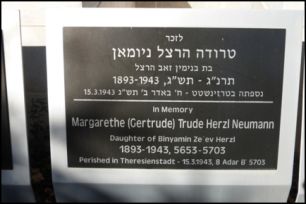 לזכר
טרודה הרצל ניומאן
בת בנימין זאב הרצל
תרנ"ג - תש"ג, 1893-1943
נספתה בטרזינשטט - ח' באדר ב' תש"ג 15.3.1943
In Memory
Margarethe (Gertrude) Trude Herzl Neumann
Daughter of Binyamin Ze'ev Herzl
1893-1943, 5653-5703
Perished in Theresienstadt - 15.3.1943, 8 Adar B' 5703